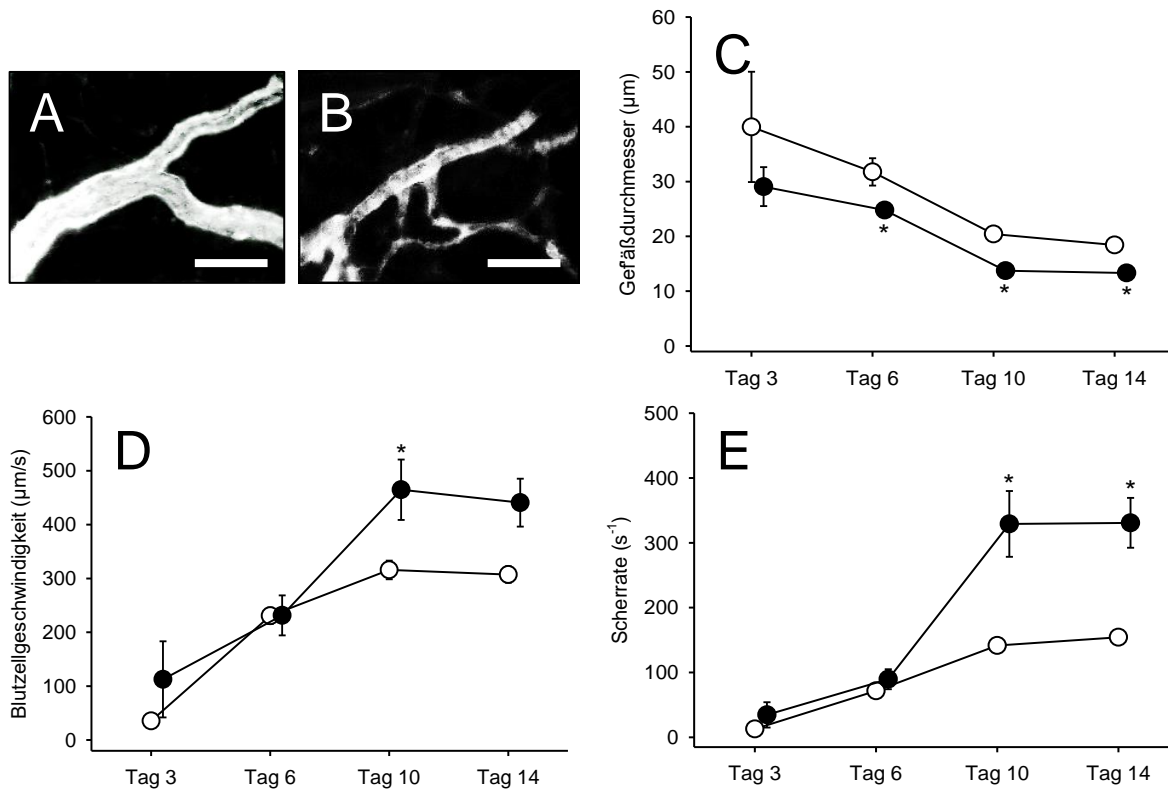 A
B
C
Gefäßdurchmesser (µm)
60
50
40
30
20
10
0
*
*
*
Tag 3
Tag 6
Tag 10
Tag 14
D
Blutzellgeschwindigkeit (µm/s)
600
500
400
300
200
100
0
*
Tag 3
Tag 6
Tag 10
Tag 14
E
Scherrate (s⁻¹)
500
400
300
200
100
0
*
*
Tag 3
Tag 6
Tag 10
Tag 14